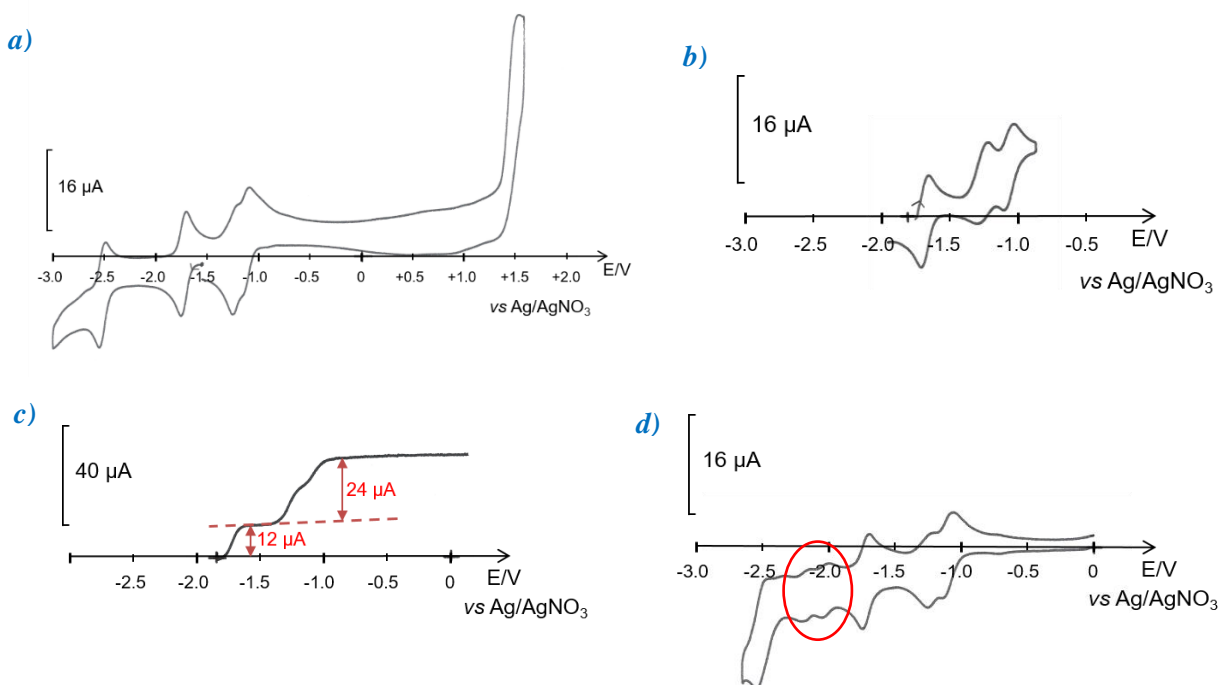 a)
16 µA
-3.0 -2.5 -2.0 -1.5 -1.0 -0.5 0 +0.5 +1.0 +1.5 +2.0
E/V
vs Ag/AgNO3
b)
16 µA
-3.0 -2.5 -2.0 -1.5 -1.0 -0.5
E/V
vs Ag/AgNO3
c)
40 µA
24 µA
12 µA
-2.5 -2.0 -1.5 -1.0 -0.5 0
E/V
vs Ag/AgNO3
d)
16 µA
-3.0 -2.5 -2.0 -1.5 -1.0 -0.5 0
E/V
vs Ag/AgNO3